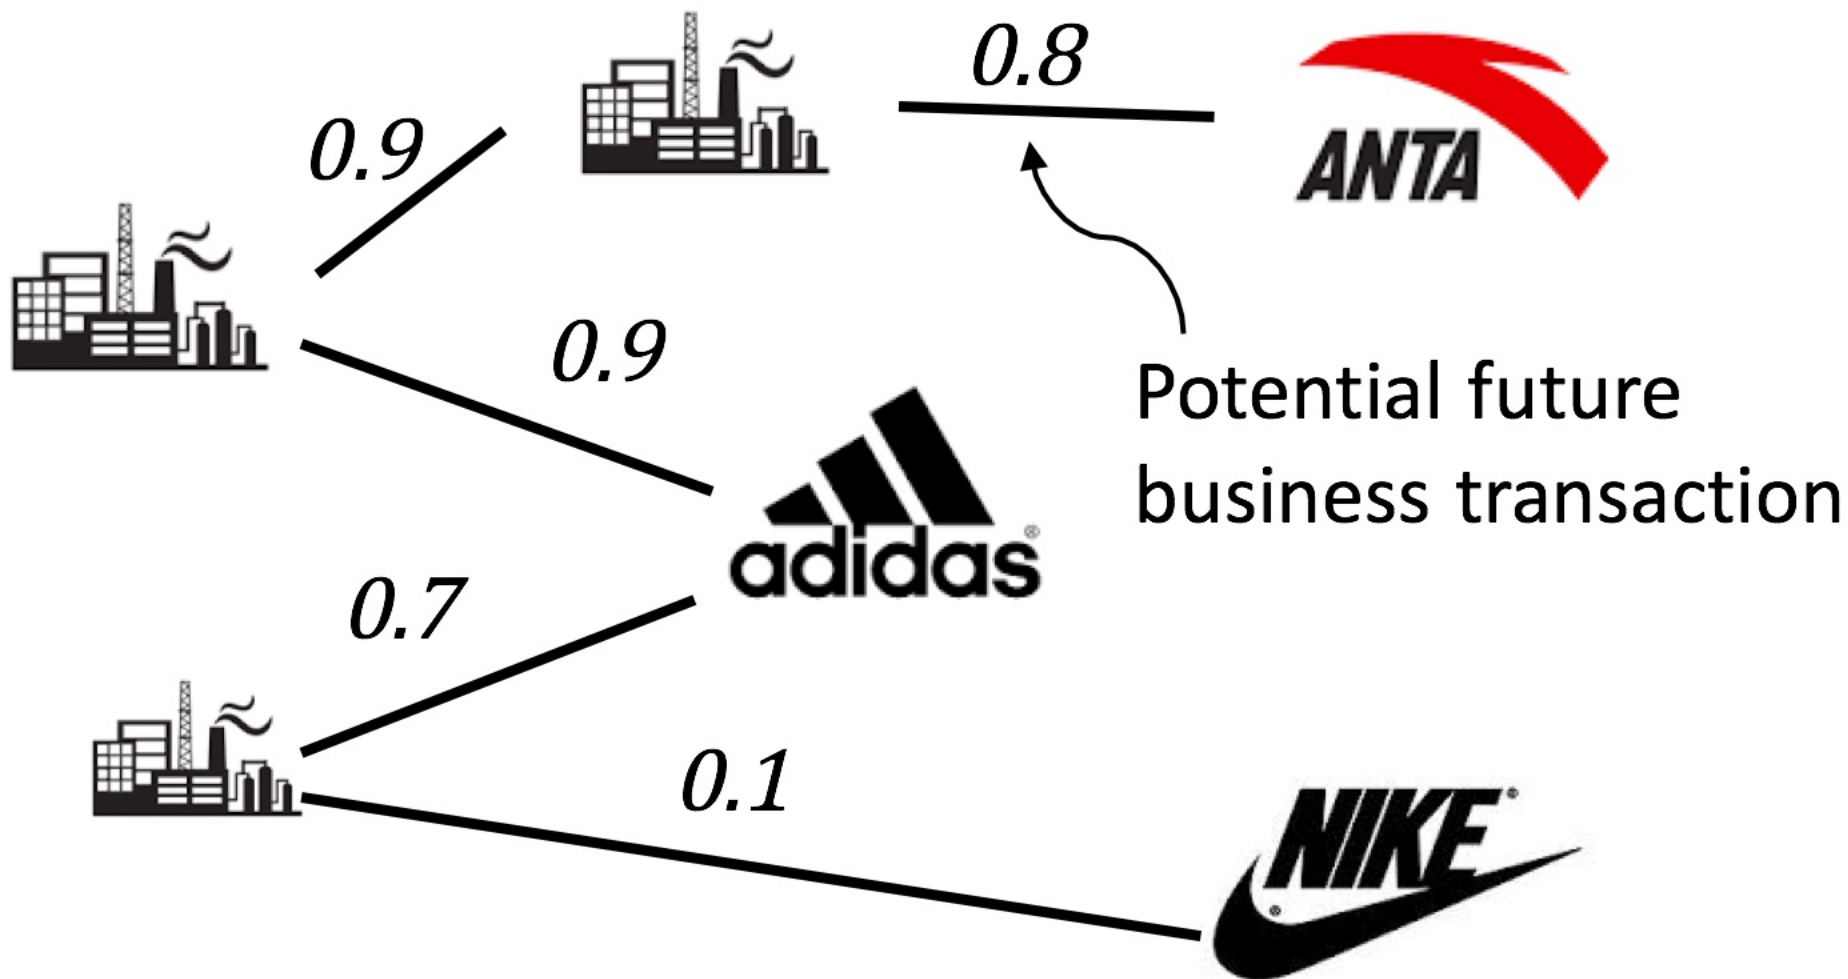 0.8
0.9
ANTA
0.9
Potential future
business transaction
adidas®
0.7
0.1
NIKE®
®